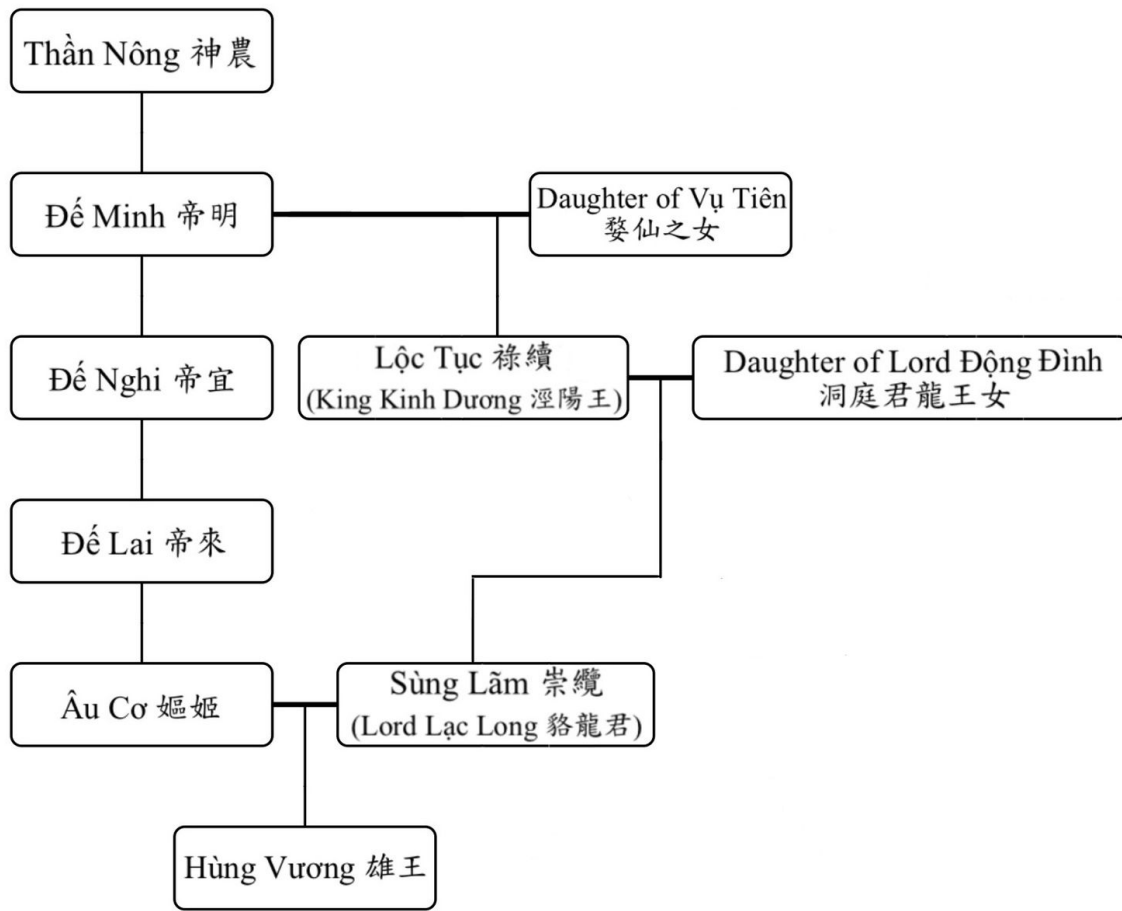 Thần Nông 神農
Đế Minh 帝明
Daughter of Vụ Tiên
婺仙之女
Đế Nghi 帝宜
Lộc Tục 祿續
(King Kinh Dương 涇陽王)
Daughter of Lord Động Đình
洞庭君龍王女
Đế Lai 帝來
Âu Cơ 嫗姬
Sùng Lãm 崇纜
(Lord Lạc Long 貉龍君)
Hùng Vương 雄王